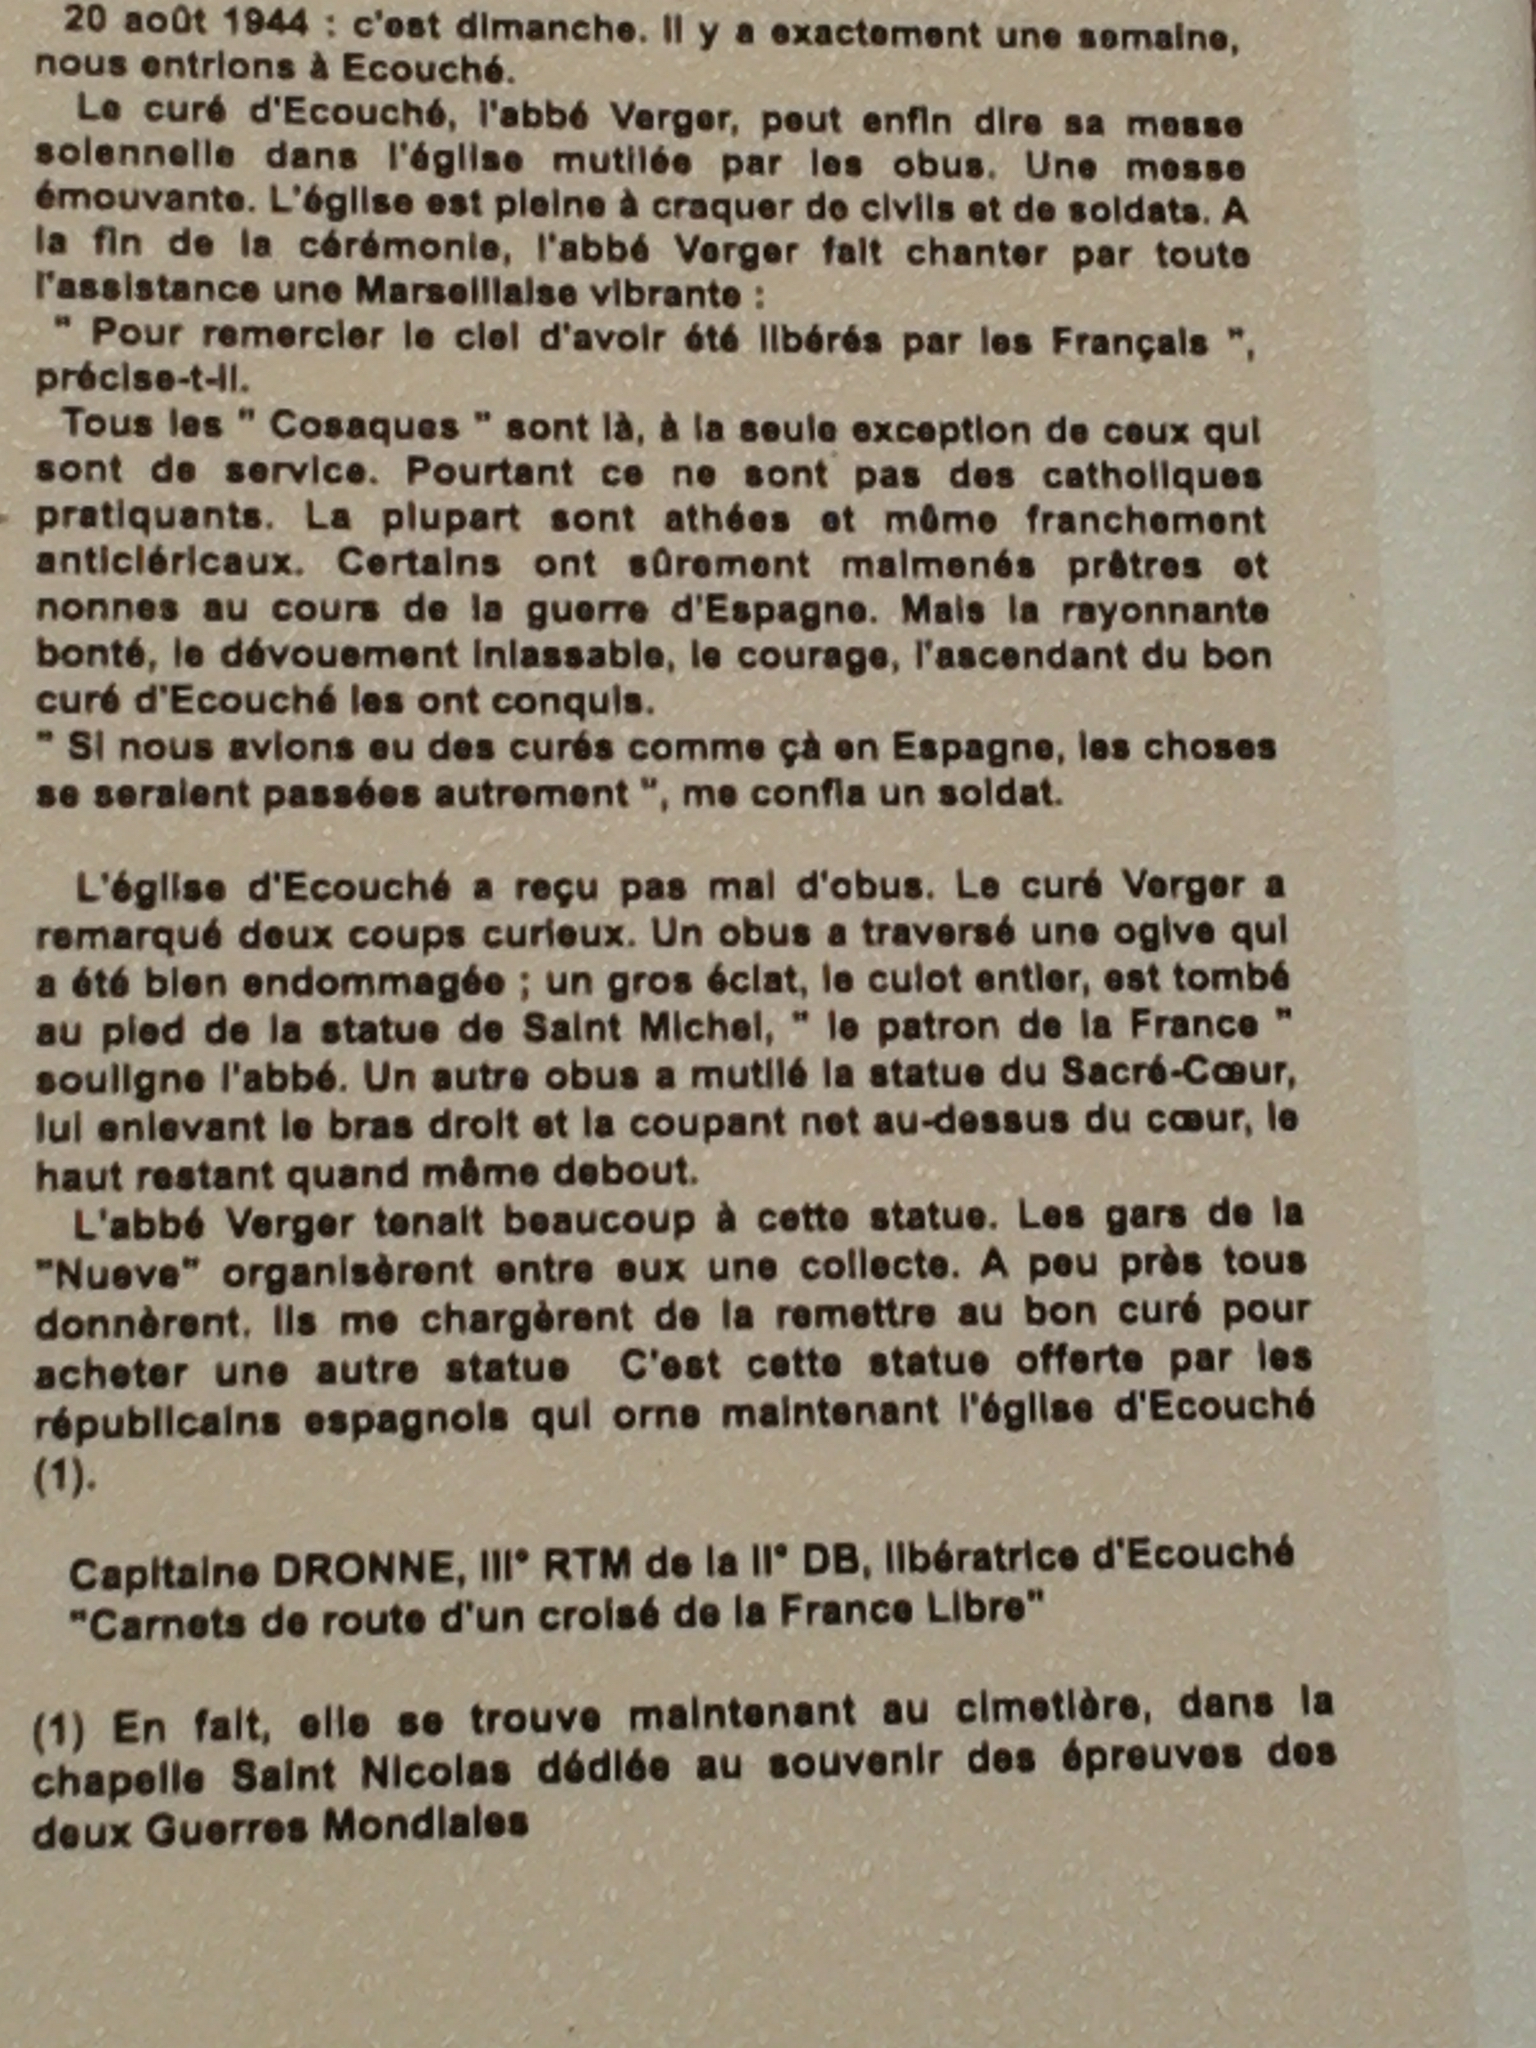 20 août 1944 : c'est dimanche. Il y a exactement une semaine,
nous entrions à Ecouché.
Le curé d'Ecouché, l'abbé Verger, peut enfin dire sa messe
solennelle dans l'église mutilée par les obus. Une messe
émouvante. L'église est pleine à craquer de civils et de soldats. A
la fin de la cérémonie, l'abbé Verger fait chanter par toute
l'assistance une Marseillaise vibrante :
" Pour remercier le ciel d'avoir été libérés par les Français ",
précise-t-il.
Tous les " Cosaques " sont là, à la seule exception de ceux qui
sont de service. Pourtant ce ne sont pas des catholiques
pratiquants. La plupart sont athées et même franchement
anticléricaux. Certains ont sûrement malmenés prêtres et
nonnes au cours de la guerre d'Espagne. Mais la rayonnante
bonté, le dévouement inlassable, le courage, l'ascendant du bon
curé d'Ecouché les ont conquis.
" Si nous avions eu des curés comme çà en Espagne, les choses
se seraient passées autrement ", me confia un soldat.
L'église d'Ecouché a reçu pas mal d'obus. Le curé Verger a
remarqué deux coups curieux. Un obus a traversé une ogive qui
a été bien endommagée ; un gros éclat, le culot entier, est tombé
au pied de la statue de Saint Michel, " le patron de la France "
souligne l'abbé. Un autre obus a mutilé la statue du Sacré-Cœur,
lui enlevant le bras droit et la coupant net au-dessus du cœur, le
haut restant quand même debout.
L'abbé Verger tenait beaucoup à cette statue. Les gars de la
"Nueve" organisèrent entre eux une collecte. A peu près tous
donnèrent. Ils me chargèrent de la remettre au bon curé pour
acheter une autre statue C'est cette statue offerte par les
républicains espagnols qui orne maintenant l'église d'Ecouché
(1).
Capitaine DRONNE, III° RTM de la II° DB, libératrice d'Ecouché
"Carnets de route d'un croisé de la France Libre"
(1) En fait, elle se trouve maintenant au cimetière, dans la
chapelle Saint Nicolas dédiée au souvenir des épreuves des
deux Guerres Mondiales